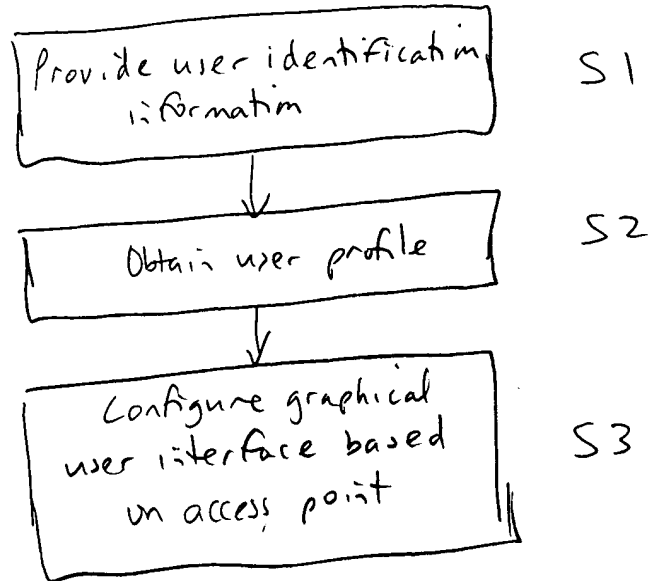 Provide user identification
information
S1
Obtain user profile
S2
Configure graphical
user interface based
on access point
S3